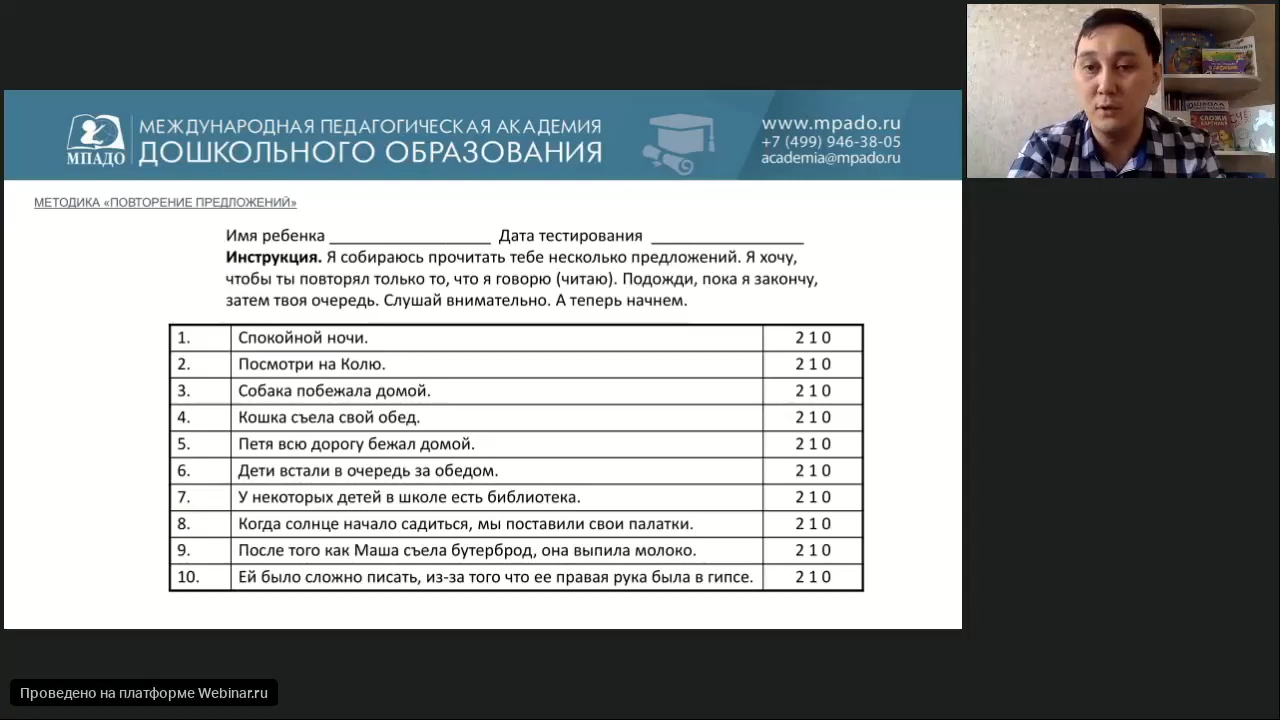 МПАДО
МЕЖДУНАРОДНАЯ ПЕДАГОГИЧЕСКАЯ АКАДЕМИЯ
ДОШКОЛЬНОГО ОБРАЗОВАНИЯ
www.mpado.ru
+7 (499) 946-38-05
academia@mpado.ru
МЕТОДИКА «ПОВТОРЕНИЕ ПРЕДЛОЖЕНИЙ»
Имя ребенка __________________ Дата тестирования _________________
Инструкция. Я собираюсь прочитать тебе несколько предложений. Я хочу,
чтобы ты повторял только то, что я говорю (читаю). Подожди, пока я закончу,
затем твоя очередь. Слушай внимательно. А теперь начнем.
1. Спокойной ночи. 2 1 0
2. Посмотри на Колю. 2 1 0
3. Собака побежала домой. 2 1 0
4. Кошка съела свой обед. 2 1 0
5. Петя всю дорогу бежал домой. 2 1 0
6. Дети встали в очередь за обедом. 2 1 0
7. У некоторых детей в школе есть библиотека. 2 1 0
8. Когда солнце начало садиться, мы поставили свои палатки. 2 1 0
9. После того как Маша съела бутерброд, она выпила молоко. 2 1 0
10. Ей было сложно писать, из-за того что ее правая рука была в гипсе. 2 1 0
ШКОЛА
СЛОЖИ
КАРТИНКИ
Проведено на платформе Webinar.ru